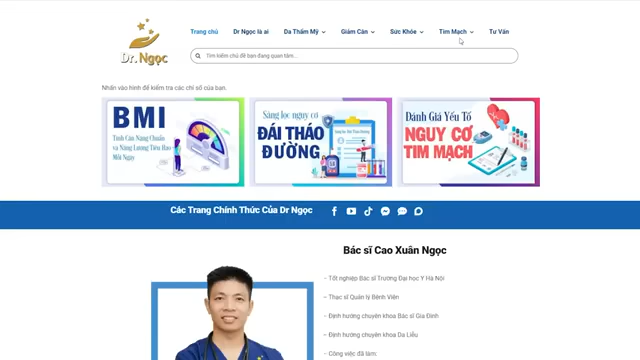 Dr.Ngọc
Trang chủ Dr Ngọc là ai Da Thẩm Mỹ Giảm Cân Sức Khỏe Tim Mạch Tư Vấn
Tìm kiếm chủ đề bạn đang quan tâm...
Nhấn vào hình để kiểm tra các chỉ số của bạn.
BMI
Tính Cân Nặng Chuẩn
và Năng Lượng Tiêu Hao
Mỗi Ngày
Sàng lọc nguy cơ
ĐÁI THÁO
ĐƯỜNG
Đánh Giá Yếu Tố
NGUY CƠ
TIM MẠCH
Các Trang Chính Thức Của Dr Ngọc
Bác sĩ Cao Xuân Ngọc
– Tốt nghiệp Bác sĩ Trường Đại học Y Hà Nội
– Thạc sĩ Quản lý Bệnh Viện
– Định hướng chuyên khoa Bác sĩ Gia Đình
– Định hướng chuyên khoa Da Liễu
– Công việc đã làm: